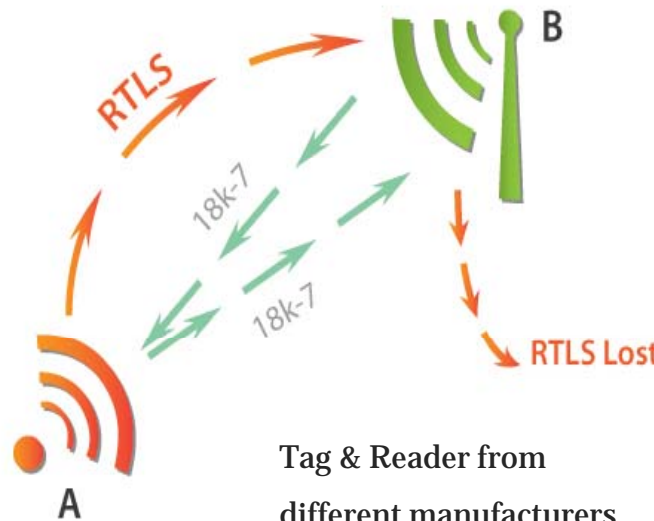 B
RTLS
18k-7
18k-7
RTLS Lost
A
Tag & Reader from
different manufacturers